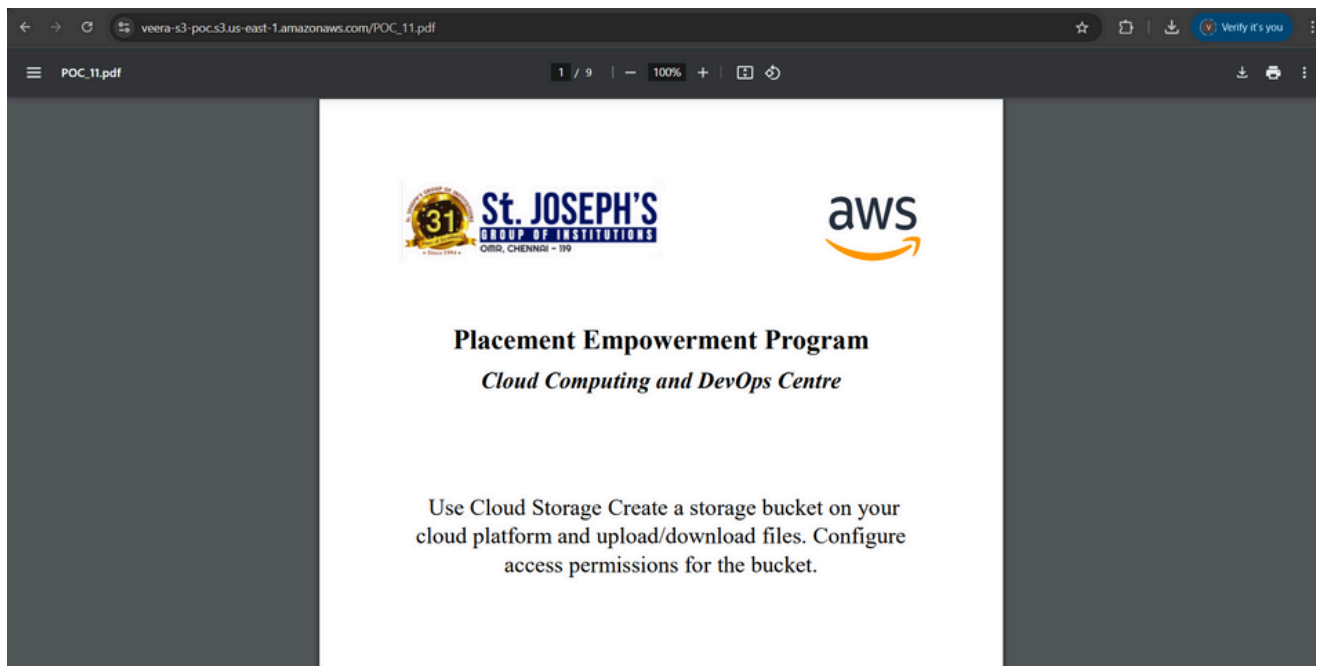 veera-s3-poc.s3.us-east-1.amazonaws.com/POC_11.pdf
Verify it's you
POC_11.pdf
1 / 9
100%
31
St. JOSEPH'S
GROUP OF INSTITUTIONS
OMR, CHENNAI - 119
aws
Placement Empowerment Program
Cloud Computing and DevOps Centre
Use Cloud Storage Create a storage bucket on your
cloud platform and upload/download files. Configure
access permissions for the bucket.